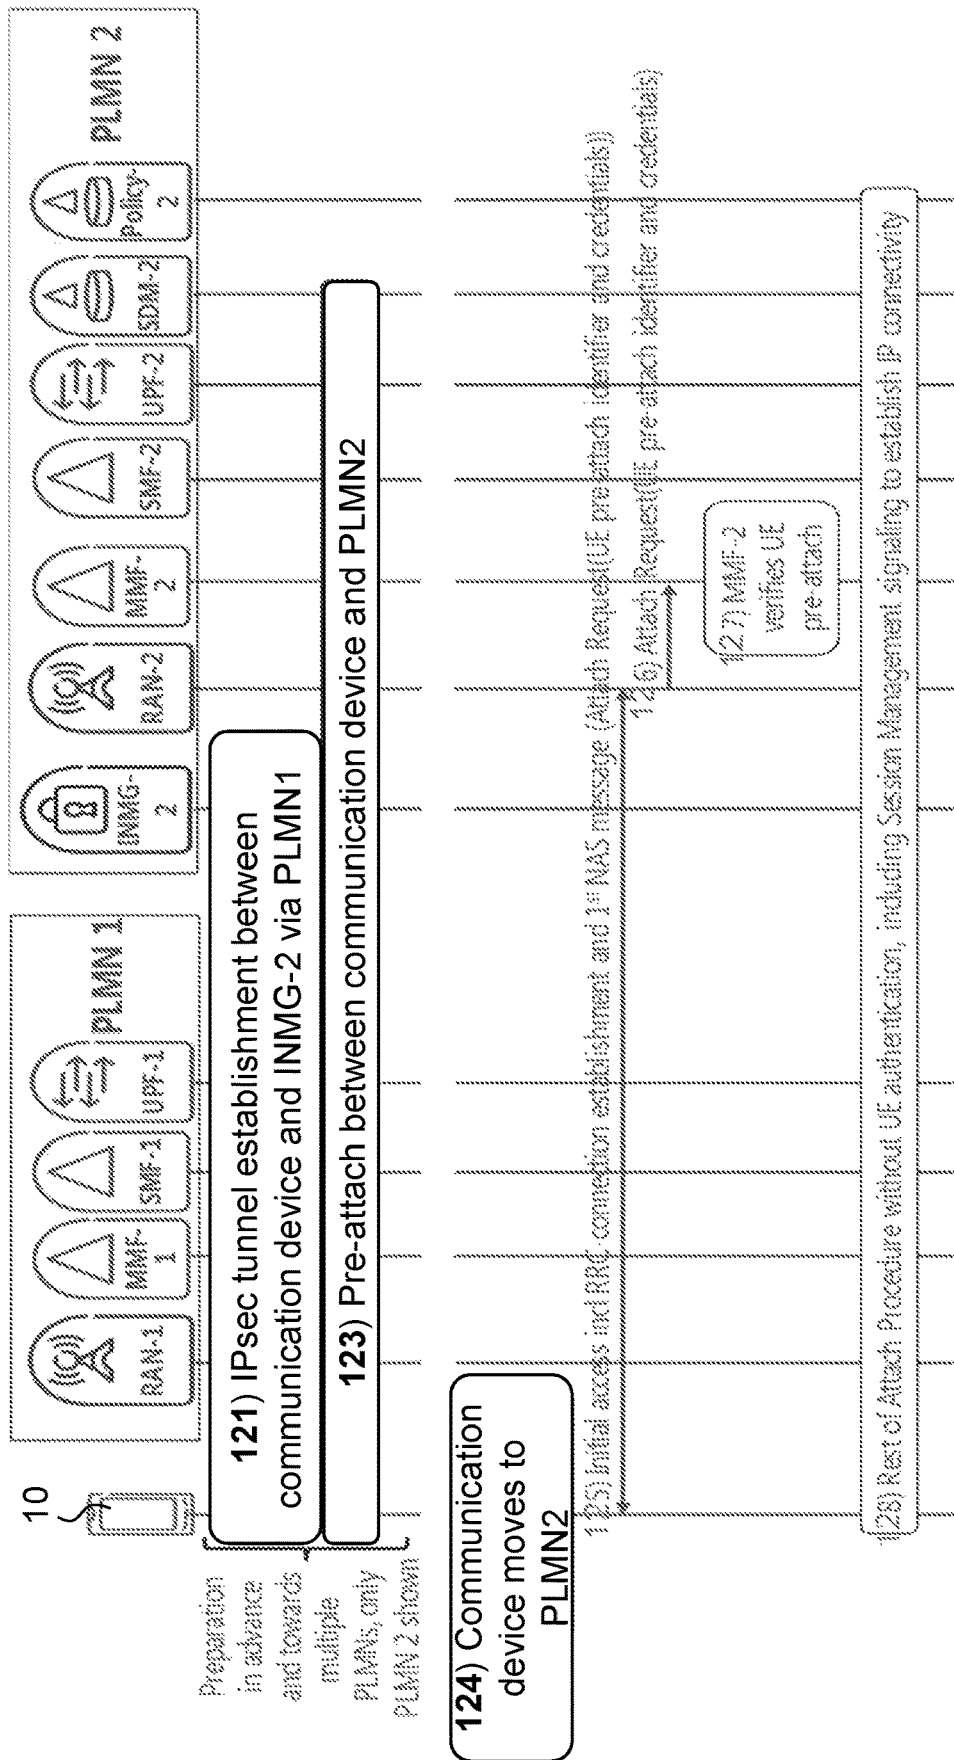 10
PLMN 1
RAN-1
MMF-
1
SMF-1
UPF-1
PLMN 2
INMG-
2
RAN-2
MMF-
2
SMF-2
UPF-2
SDM-2
Policy-
2
Preparation
in advance
and towards
multiple
PLMNs, only
PLMN 2 shown
121) IPsec tunnel establishment between
communication device and INMG-2 via PLMN1
123) Pre-attach between communication device and PLMN2
124) Communication
device moves to
PLMN2
125) Initial access incl RRC connection establishment and 1st NAS message (Attach Request(UE pre-attach identifier and credentials))
126) Attach Request(UE pre-attach identifier and credentials)
127) MMF-2
verifies UE
pre-attach
128) Rest of Attach Procedure without UE authentication, including Session Management signaling to establish IP connectivity